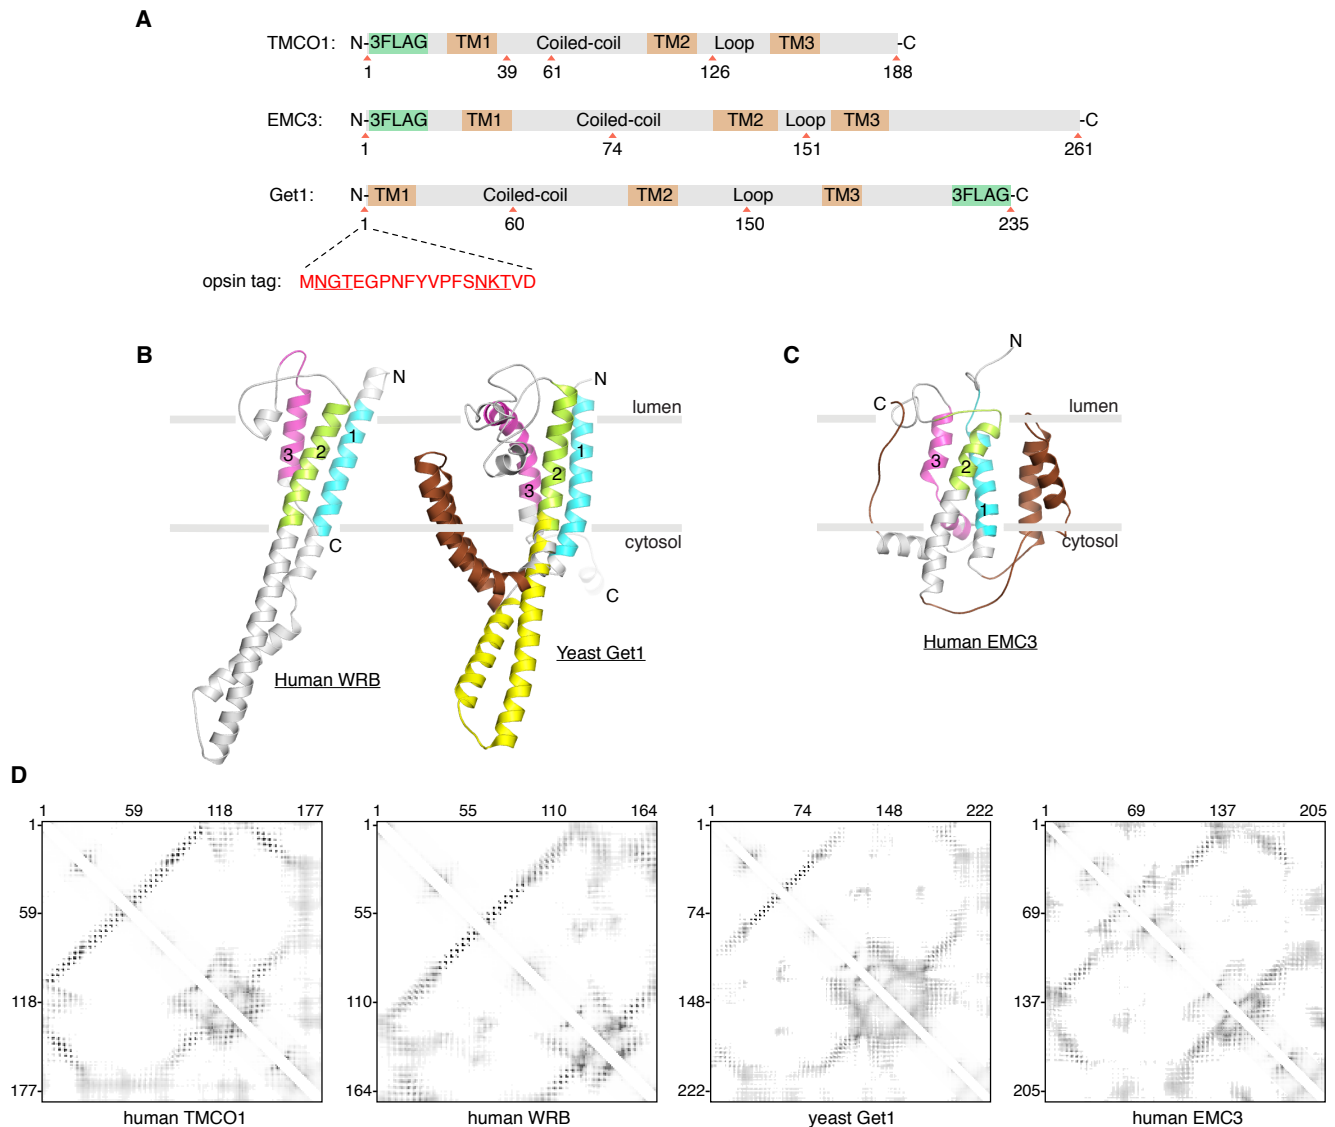 A
TMCO1: N- 3FLAG TM1 Coiled-coil TM2 Loop TM3 -C
1 39 61 126 188
EMC3: N- 3FLAG TM1 Coiled-coil TM2 Loop TM3 -C
1 74 151 261
Get1: N- TM1 Coiled-coil TM2 Loop TM3 3FLAG -C
1 60 150 235
opsin tag: MNGTEGPNFYVPFSNKTVD
B
N
N
lumen
1
2
3
1
2
3
C
cytosol
C
Human WRB
Yeast Get1
C
N
C
lumen
3
2
1
cytosol
Human EMC3
D
1 59 118 177
1
59
118
177
human TMCO1
1 55 110 164
1
55
110
164
human WRB
1 74 148 222
1
74
148
222
yeast Get1
1 69 137 205
1
69
137
205
human EMC3